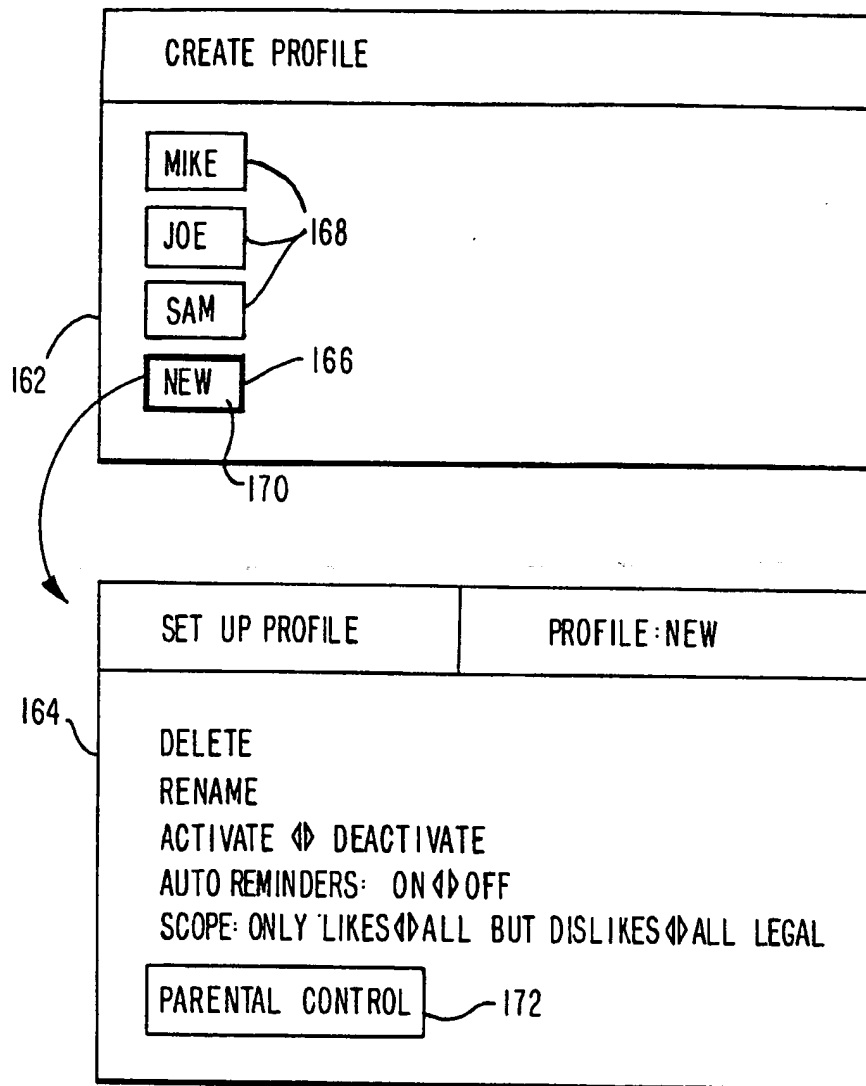 CREATE PROFILE
MIKE
JOE
168
SAM
162
NEW
166
170
SET UP PROFILE
PROFILE:NEW
164
DELETE
RENAME
ACTIVATE ◁▷ DEACTIVATE
AUTO REMINDERS: ON◁▷OFF
SCOPE: ONLY LIKES◁▷ALL BUT DISLIKES◁▷ALL LEGAL
PARENTAL CONTROL
172